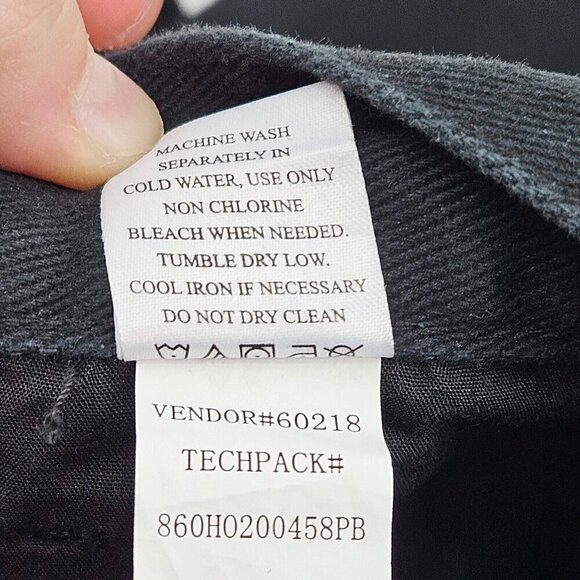 MACHINE WASH
SEPARATELY IN
COLD WATER, USE ONLY
NON CHLORINE
BLEACH WHEN NEEDED.
TUMBLE DRY LOW.
COOL IRON IF NECESSARY
DO NOT DRY CLEAN
VENDOR#60218
TECHPACK#
860H0200458PB